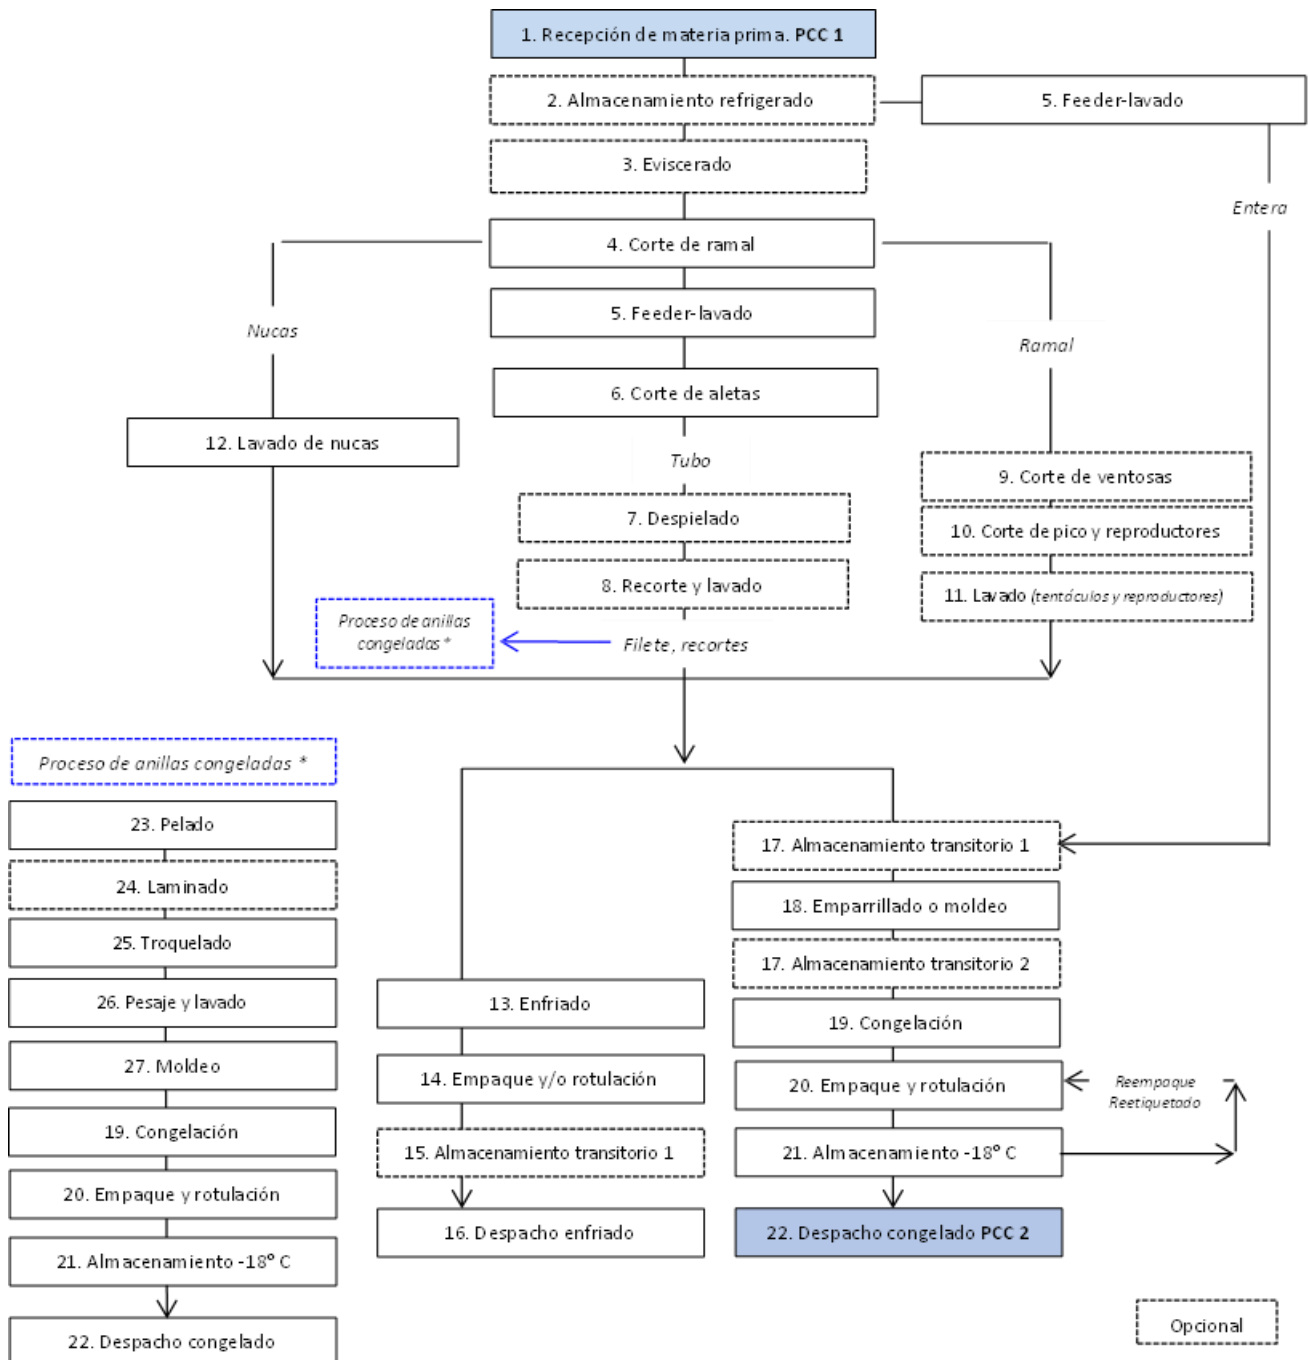 1. Recepción de materia prima. PCC 1
2. Almacenamiento refrigerado
5. Feeder-lavado
3. Eviscerado
Entera
4. Corte de ramal
5. Feeder-lavado
Nucas
Ramal
6. Corte de aletas
12. Lavado de nucas
Tubo
9. Corte de ventosas
7. Despielado
10. Corte de pico y reproductores
8. Recorte y lavado
11. Lavado (tentáculos y reproductores)
Proceso de anillas
congeladas *
Filete, recortes
Proceso de anillas congeladas *
23. Pelado
24. Laminado
25. Troquelado
26. Pesaje y lavado
27. Moldeo
19. Congelación
20. Empaque y rotulación
21. Almacenamiento -18° C
22. Despacho congelado
13. Enfriado
14. Empaque y/o rotulación
15. Almacenamiento transitorio 1
16. Despacho enfriado
17. Almacenamiento transitorio 1
18. Emparrillado o moldeo
17. Almacenamiento transitorio 2
19. Congelación
20. Empaque y rotulación
Reempaque
Reetiquetado
21. Almacenamiento -18° C
22. Despacho congelado PCC 2
Opcional